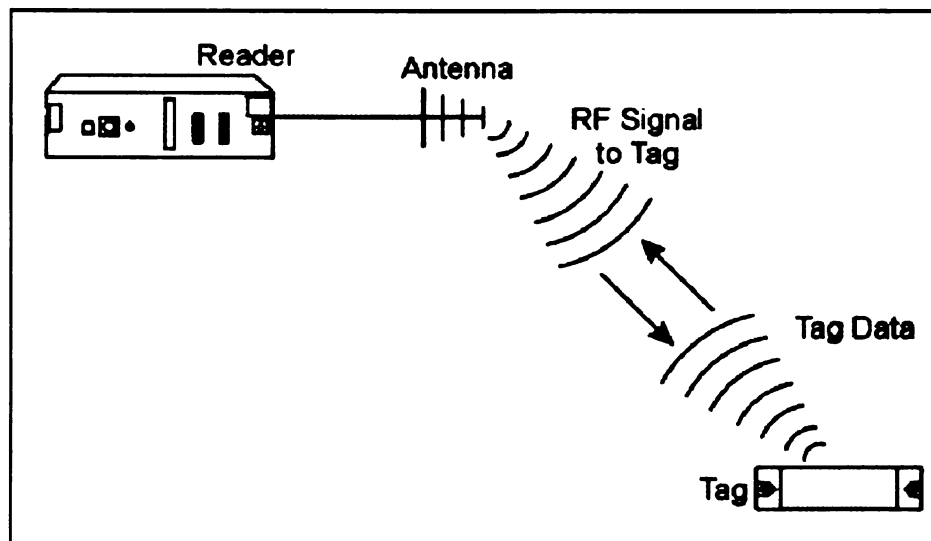 Reader
Antenna
RF Signal
to Tag
Tag Data
Tag